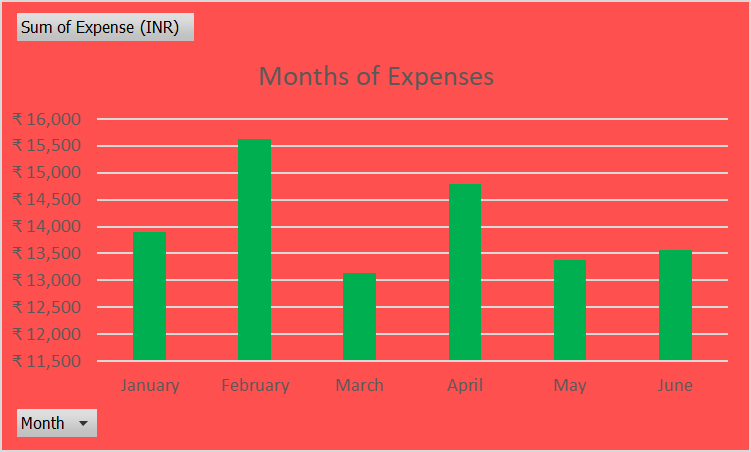 Sum of Expense (INR)
Months of Expenses
₹ 16,000
₹ 15,500
₹ 15,000
₹ 14,500
₹ 14,000
₹ 13,500
₹ 13,000
₹ 12,500
₹ 12,000
₹ 11,500
January February March April May June
Month